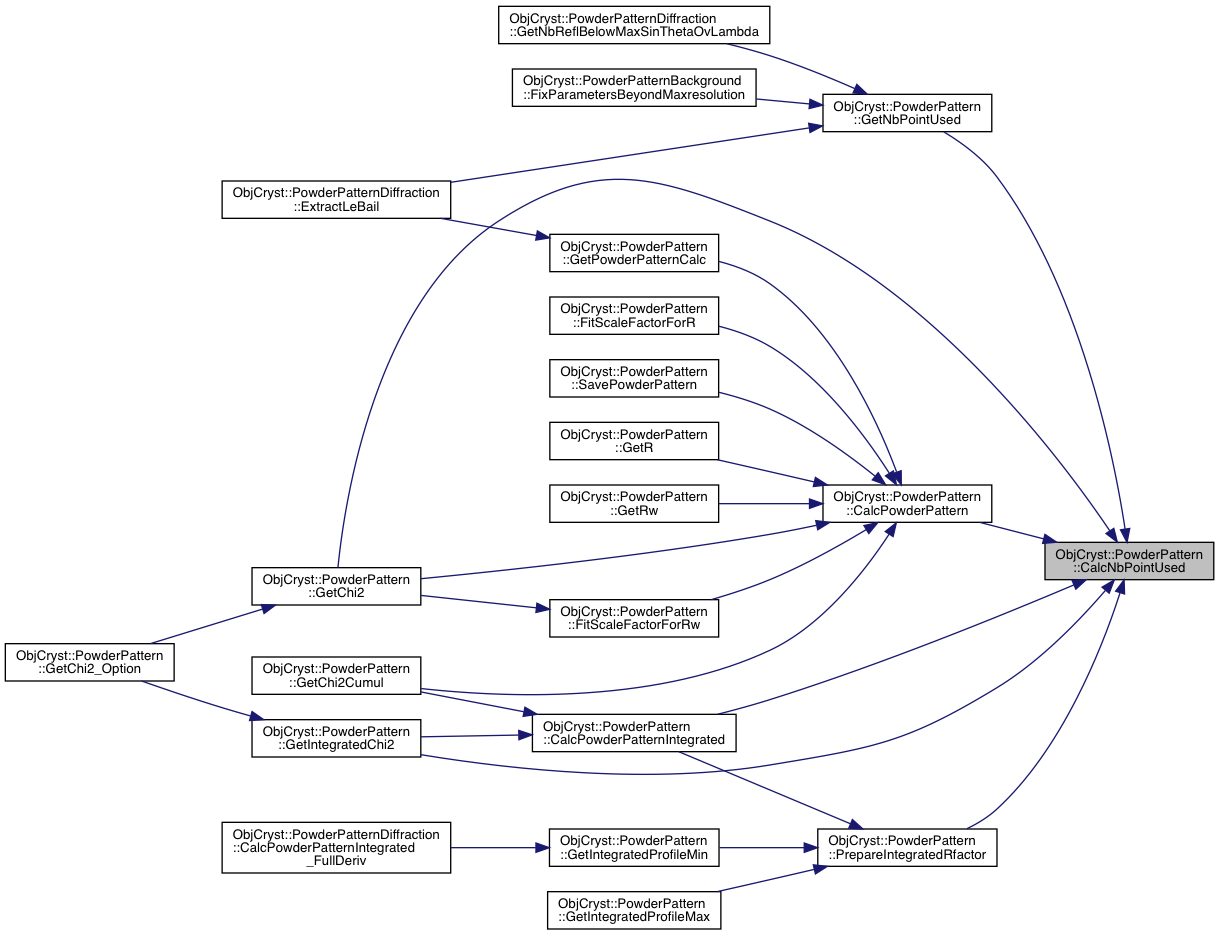 ObjCryst::PowderPatternDiffraction
::GetNbReflBelowMaxSinThetaOvLambda
ObjCryst::PowderPatternBackground
::FixParametersBeyondMaxresolution
ObjCryst::PowderPattern
::GetNbPointUsed
ObjCryst::PowderPatternDiffraction
::ExtractLeBail
ObjCryst::PowderPattern
::GetPowderPatternCalc
ObjCryst::PowderPattern
::FitScaleFactorForR
ObjCryst::PowderPattern
::SavePowderPattern
ObjCryst::PowderPattern
::GetR
ObjCryst::PowderPattern
::GetRw
ObjCryst::PowderPattern
::CalcPowderPattern
ObjCryst::PowderPattern
::CalcNbPointUsed
ObjCryst::PowderPattern
::GetChi2
ObjCryst::PowderPattern
::FitScaleFactorForRw
ObjCryst::PowderPattern
::GetChi2_Option
ObjCryst::PowderPattern
::GetChi2Cumul
ObjCryst::PowderPattern
::GetIntegratedChi2
ObjCryst::PowderPattern
::CalcPowderPatternIntegrated
ObjCryst::PowderPatternDiffraction
::CalcPowderPatternIntegrated
_FullDeriv
ObjCryst::PowderPattern
::GetIntegratedProfileMin
ObjCryst::PowderPattern
::PrepareIntegratedRfactor
ObjCryst::PowderPattern
::GetIntegratedProfileMax